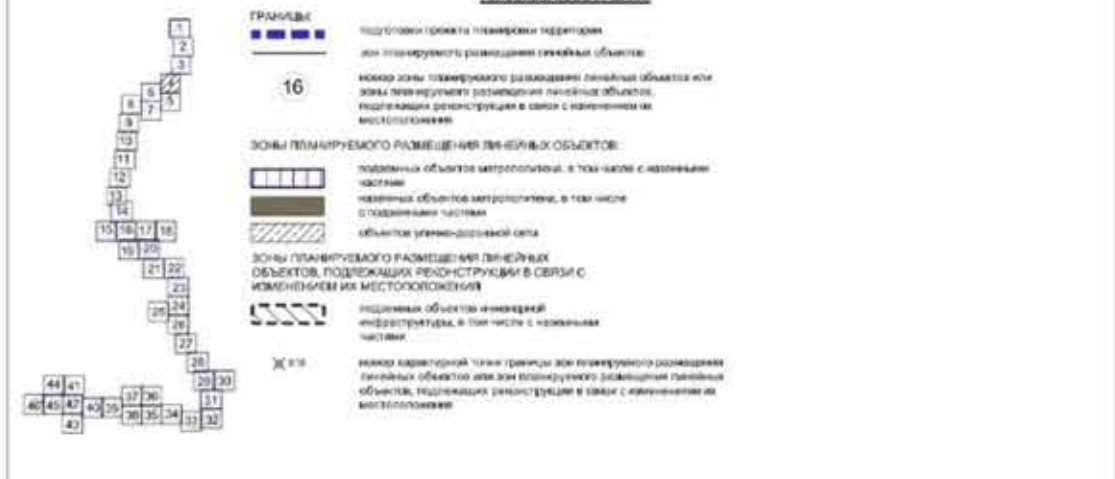 1
2
3
4
6
5
8
7
9
10
11
12
13
14
15 16 17 18
19 20
21 22
23
25 24
26
27
28
29 30
31
44 41
37 36
46 45 42 40 39
38 35 34 33 32
43
ГРАНИЦЫ:
подготовки проекта планировки территории
зон планируемого размещения линейных объектов
16
номер зоны планируемого размещения линейных объектов или
зоны планируемого размещения линейных объектов,
подлежащих реконструкции в связи с изменением их
местоположения
ЗОНЫ ПЛАНИРУЕМОГО РАЗМЕЩЕНИЯ ЛИНЕЙНЫХ ОБЪЕКТОВ:
подземных объектов метрополитена, в том числе с наземными
частями
наземных объектов метрополитена, в том числе
с подземными частями
объектов улично-дорожной сети
ЗОНЫ ПЛАНИРУЕМОГО РАЗМЕЩЕНИЯ ЛИНЕЙНЫХ
ОБЪЕКТОВ, ПОДЛЕЖАЩИХ РЕКОНСТРУКЦИИ В СВЯЗИ С
ИЗМЕНЕНИЕМ ИХ МЕСТОПОЛОЖЕНИЯ
подземных объектов инженерной
инфраструктуры, в том числе с наземными
частями
номер характерной точки границы зон планируемого размещения
линейных объектов или зон планируемого размещения линейных
объектов, подлежащих реконструкции в связи с изменением их
местоположения